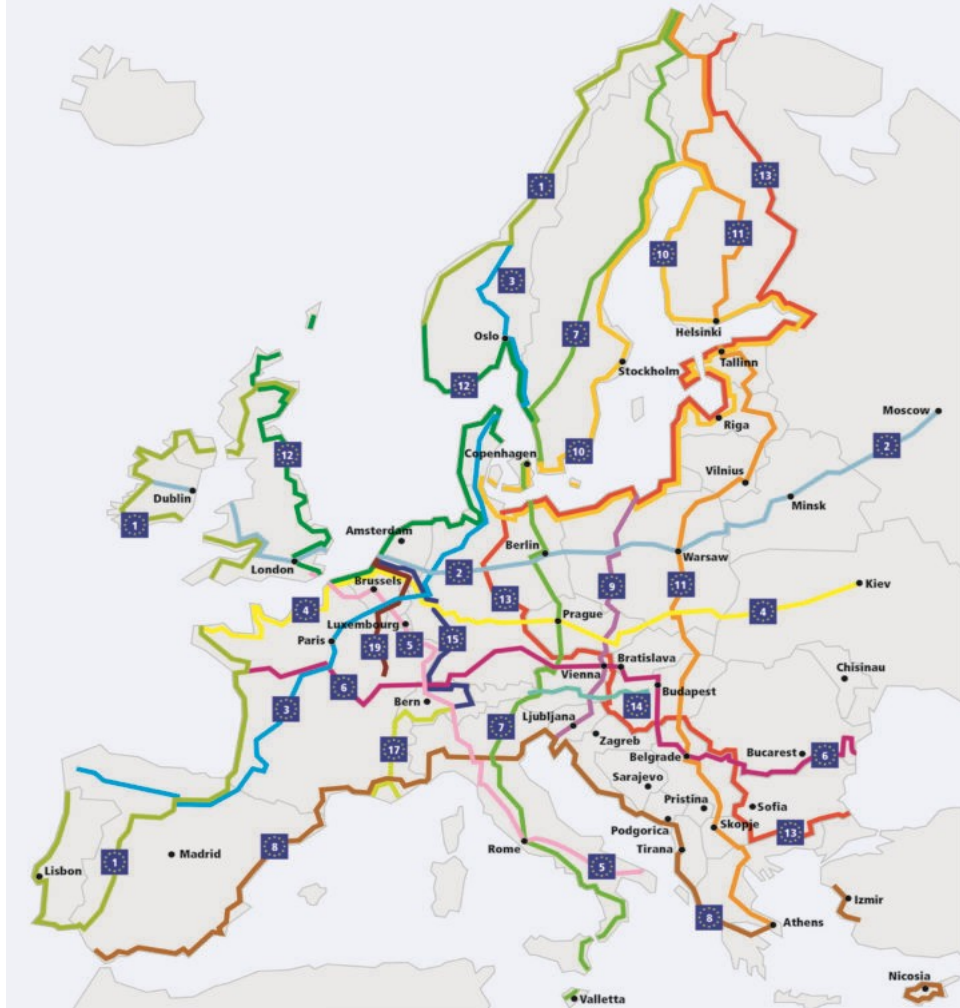 1
13
11
10
3
7
Oslo
Helsinki
Tallinn
Stockholm
12
Moscow
Riga
2
12
10
Copenhagen
Vilnius
Dublin
Minsk
1
Amsterdam
Berlin
Warsaw
London
2
Brussels
Kiev
13
9
11
4
4
Luxembourg
Prague
Paris
5
15
19
Bratislava
Vienna
Chisinau
6
Budapest
Bern
3
14
Ljubljana
7
Zagreb
17
Belgrade
Bucarest
6
Sarajevo
Pristina
Sofia
Podgorica
Skopje
13
Rome
8
Tirana
Madrid
1
5
Lisbon
Izmir
8
Athens
Nicosia
Valletta